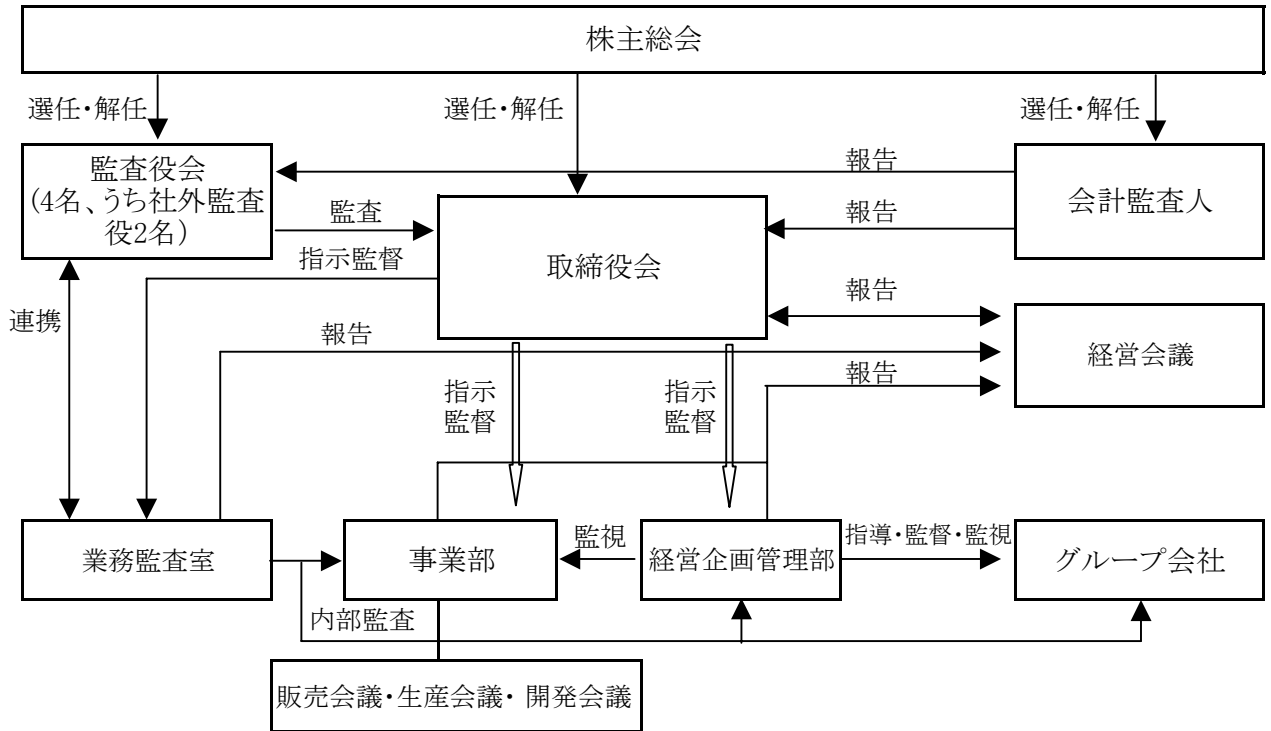 株主総会
選任・解任
選任・解任
選任・解任
監査役会
(4名、うち社外監査
役2名)
報告
会計監査人
監査
報告
指示監督
取締役会
連携
報告
報告
経営会議
報告
指示
監督
指示
監督
業務監査室
事業部
監視
経営企画管理部
指導・監督・監視
グループ会社
内部監査
販売会議・生産会議・ 開発会議